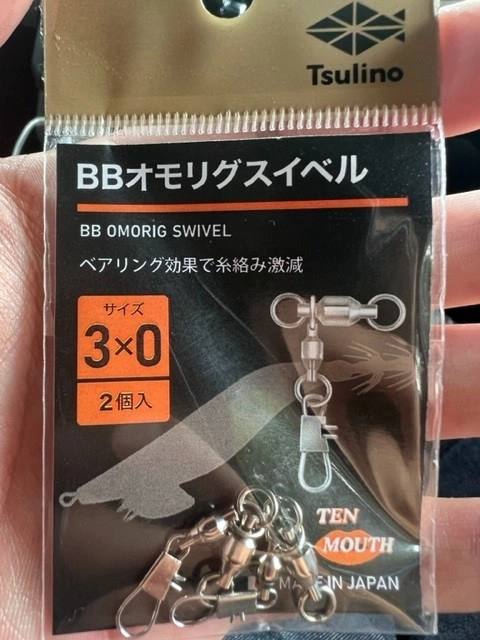 Tsulino
BBオモリグスイベル
BB OMORIG SWIVEL
ベアリング効果で糸絡み激減
サイズ
3×0
2個入
TEN
MOUTH
MADE IN JAPAN